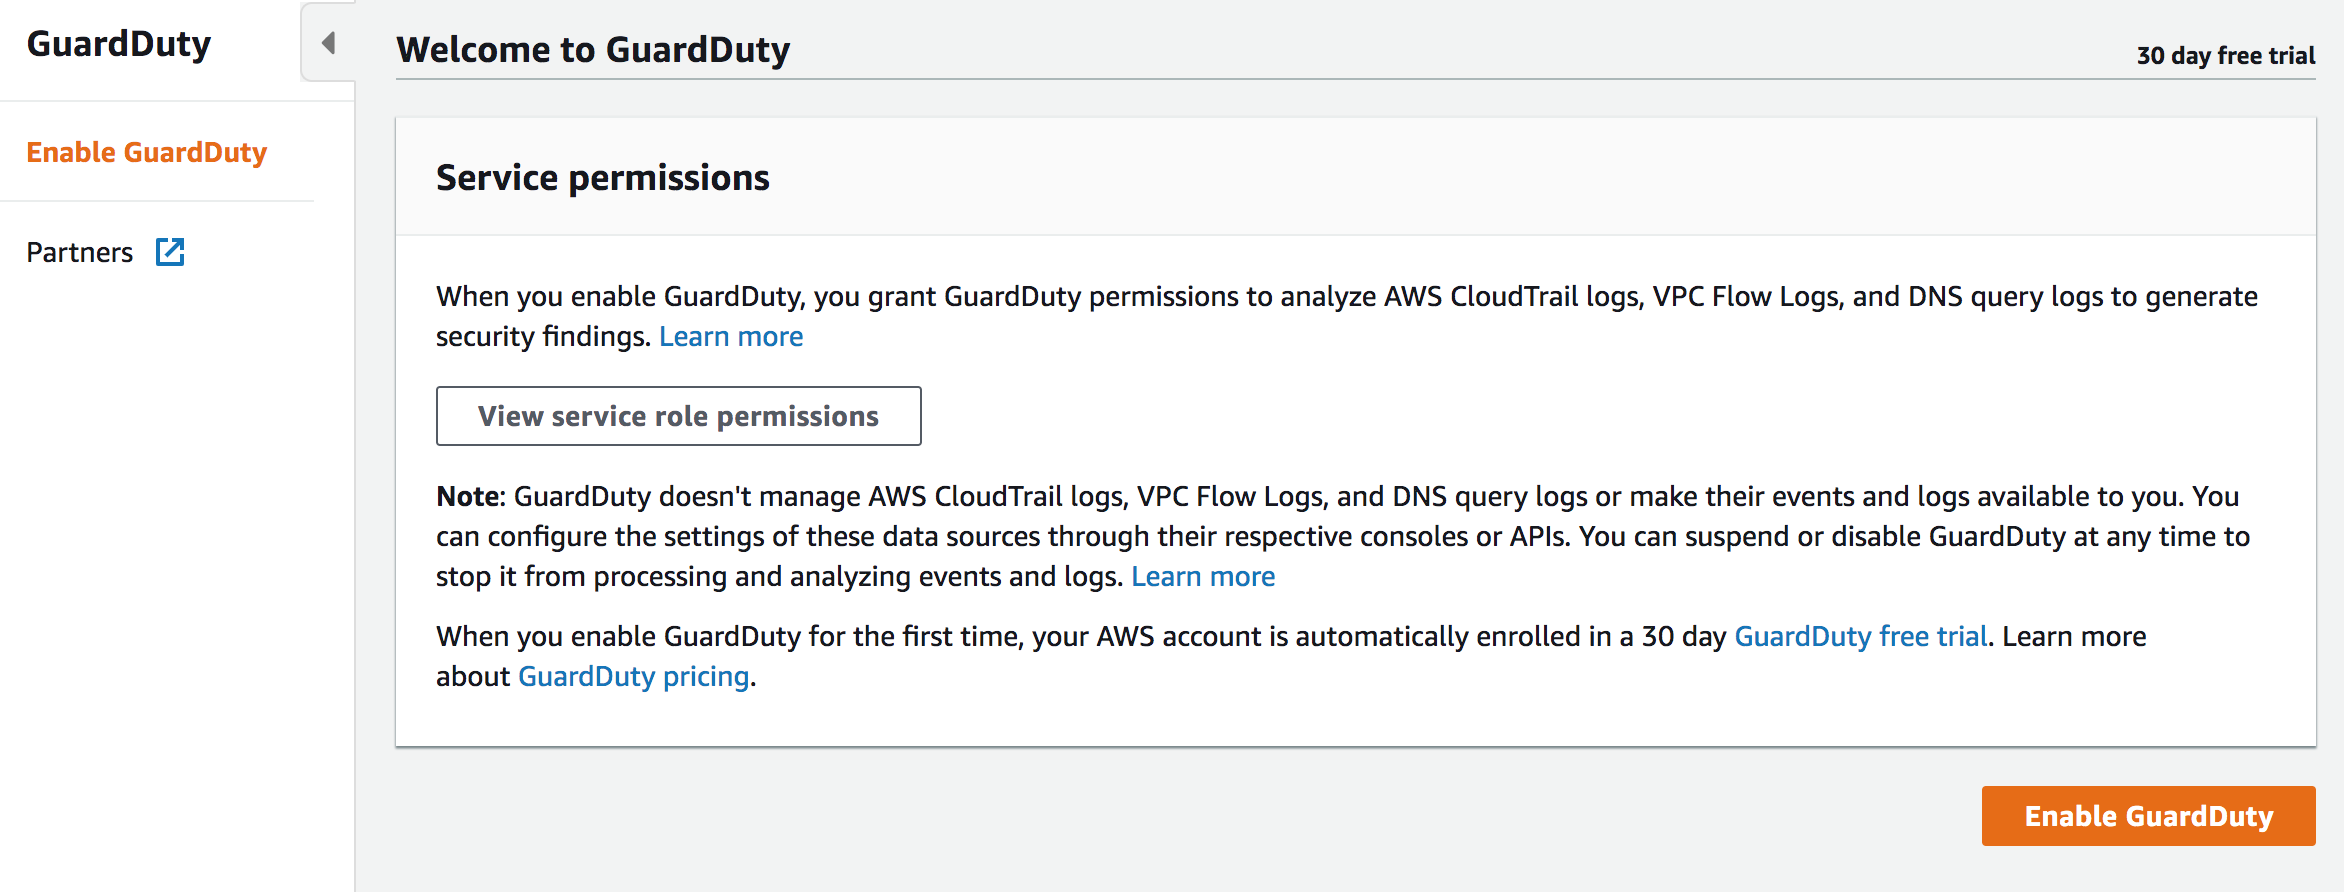 GuardDuty
Enable GuardDuty
Partners
Welcome to GuardDuty
30 day free trial
Service permissions
When you enable GuardDuty, you grant GuardDuty permissions to analyze AWS CloudTrail logs, VPC Flow Logs, and DNS query logs to generate
security findings. Learn more
View service role permissions
Note: GuardDuty doesn't manage AWS CloudTrail logs, VPC Flow Logs, and DNS query logs or make their events and logs available to you. You
can configure the settings of these data sources through their respective consoles or APIs. You can suspend or disable GuardDuty at any time to
stop it from processing and analyzing events and logs. Learn more
When you enable GuardDuty for the first time, your AWS account is automatically enrolled in a 30 day GuardDuty free trial. Learn more
about GuardDuty pricing.
Enable GuardDuty